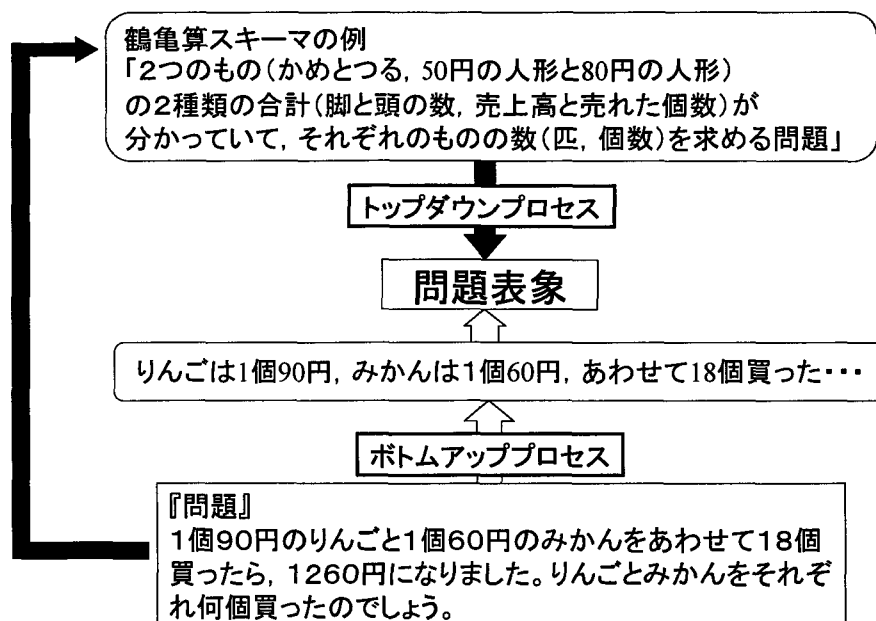 鶴亀算スキーマの例
「２つのもの（かめとつる，50円の人形と80円の人形）
の２種類の合計（脚と頭の数，売上高と売れた個数）が
分かっていて，それぞれのものの数（匹，個数）を求める問題」
トップダウンプロセス
問題表象
りんごは1個90円，みかんは１個60円，あわせて18個買った・・・
ボトムアッププロセス
『問題』
１個９０円のりんごと１個６０円のみかんをあわせて１８個
買ったら，１２６０円になりました。りんごとみかんをそれぞ
れ何個買ったのでしょう。